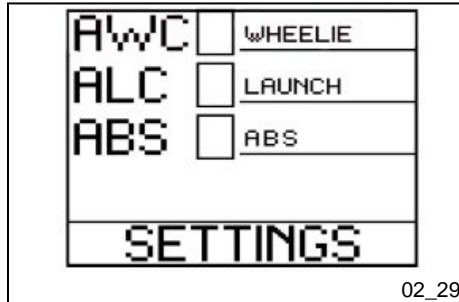 AWC WHEELIE
ALC LAUNCH
ABS ABS
SETTINGS
02_29